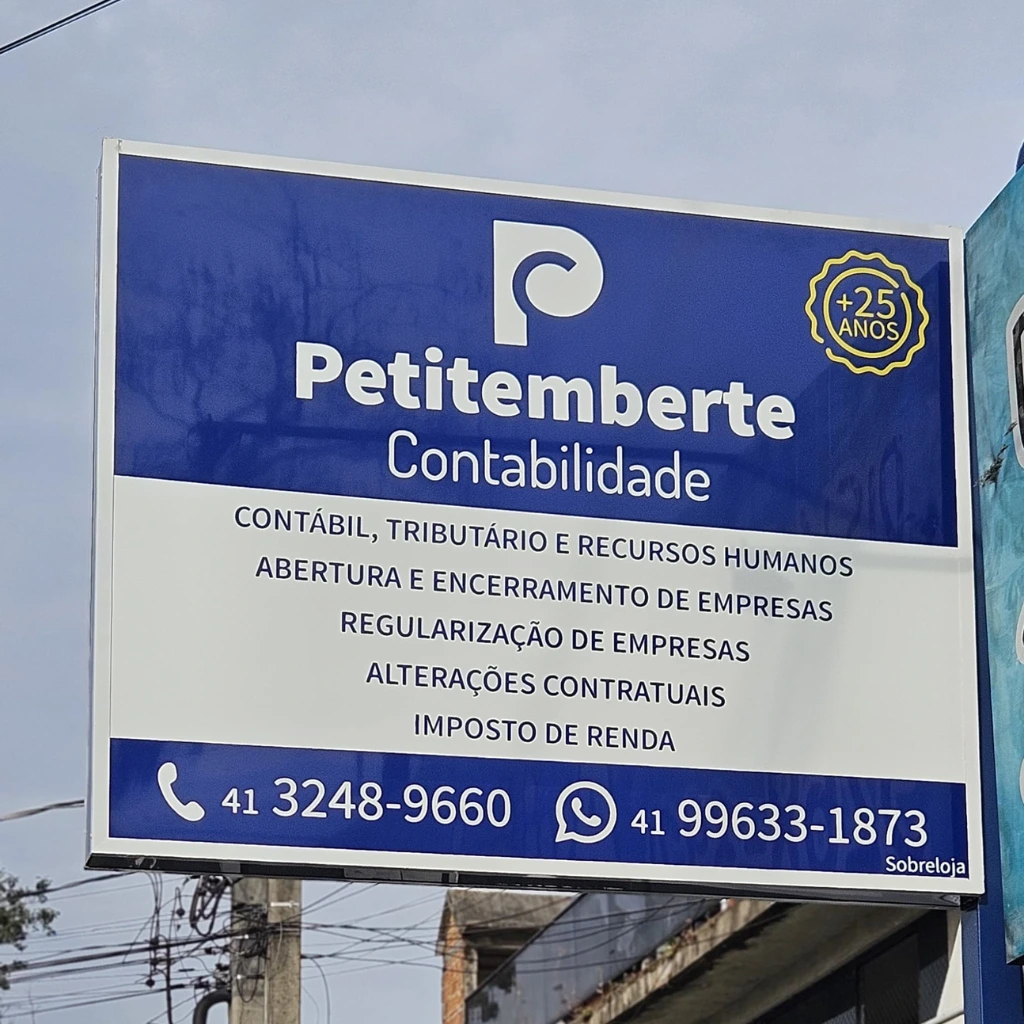 +25
ANOS
Petitemberte
Contabilidade
CONTÁBIL, TRIBUTÁRIO E RECURSOS HUMANOS
ABERTURA E ENCERRAMENTO DE EMPRESAS
REGULARIZAÇÃO DE EMPRESAS
ALTERAÇÕES CONTRATUAIS
IMPOSTO DE RENDA
41 3248-9660 41 99633-1873
Sobreloja